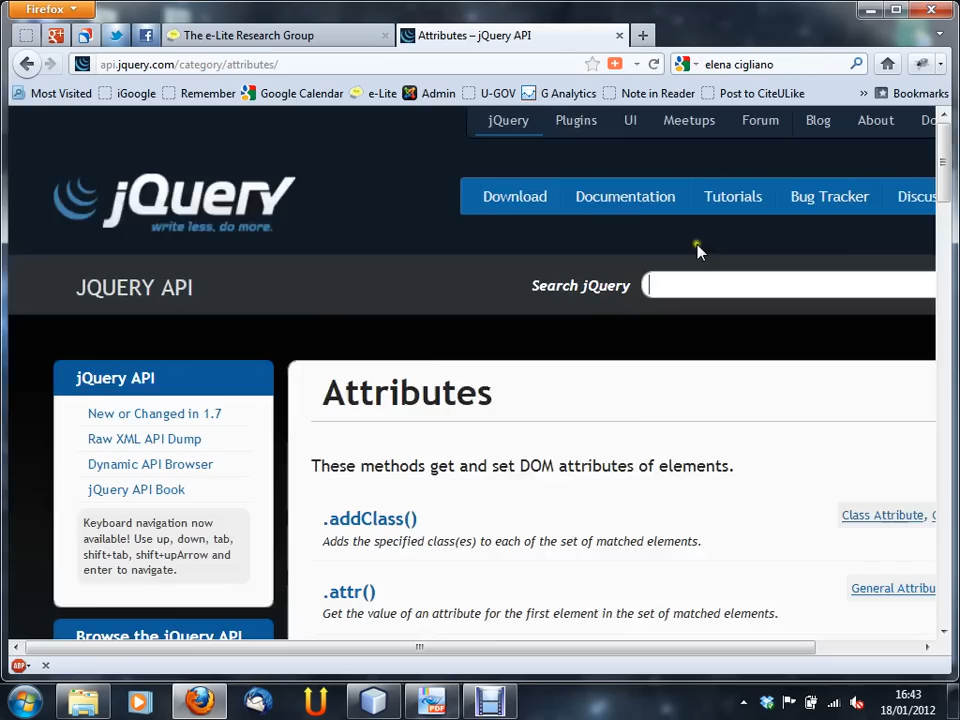 Firefox
The e-Lite Research Group
Attributes – jQuery API
api.jquery.com/category/attributes/
elena cigliano
Most Visited iGoogle Remember Google Calendar e-Lite Admin U-GOV G Analytics Note in Reader Post to CiteULike » Bookmarks
jQuery Plugins UI Meetups Forum Blog About Do
jQuery
write less, do more.
Download Documentation Tutorials Bug Tracker Discus
JQUERY API
Search jQuery
jQuery API
New or Changed in 1.7
Raw XML API Dump
Dynamic API Browser
jQuery API Book
Keyboard navigation now
available! Use up, down, tab,
shift+tab, shift+upArrow and
enter to navigate.
Browse the jQuery API
Attributes
These methods get and set DOM attributes of elements.
.addClass()
Class Attribute,
Adds the specified class(es) to each of the set of matched elements.
.attr()
General Attribu
Get the value of an attribute for the first element in the set of matched elements.
ABP
PDF
16:43
18/01/2012